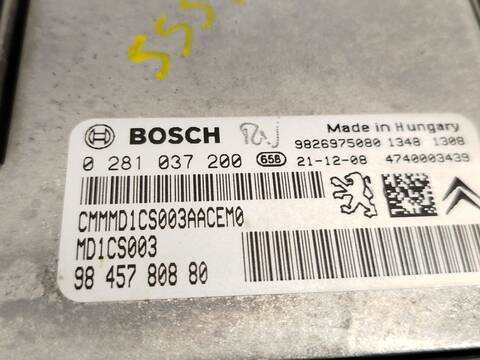 555
BOSCH
Made in Hungary
9826975080 1348 1308
0 281 037 200 658 21-12-08 4740003439
CMMMD1CS003AACEM0
MD1CS003
98 457 808 80